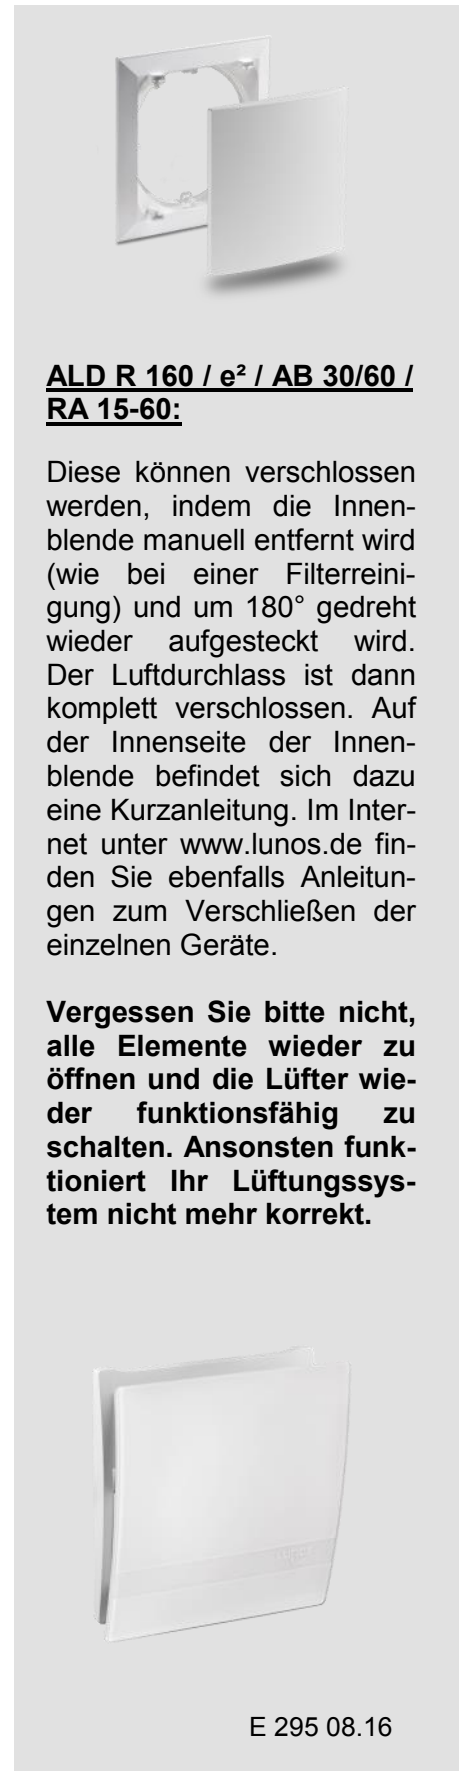 ALD R 160 / e² / AB 30/60 /
RA 15-60:
Diese können verschlossen
werden, indem die Innen-
blende manuell entfernt wird
(wie bei einer Filterreini-
gung) und um 180° gedreht
wieder aufgesteckt wird.
Der Luftdurchlass ist dann
komplett verschlossen. Auf
der Innenseite der Innen-
blende befindet sich dazu
eine Kurzanleitung. Im Inter-
net unter www.lunos.de fin-
den Sie ebenfalls Anleitun-
gen zum Verschließen der
einzelnen Geräte.
Vergessen Sie bitte nicht,
alle Elemente wieder zu
öffnen und die Lüfter wie-
der funktionsfähig zu
schalten. Ansonsten funk-
tioniert Ihr Lüftungssys-
tem nicht mehr korrekt.
E 295 08.16